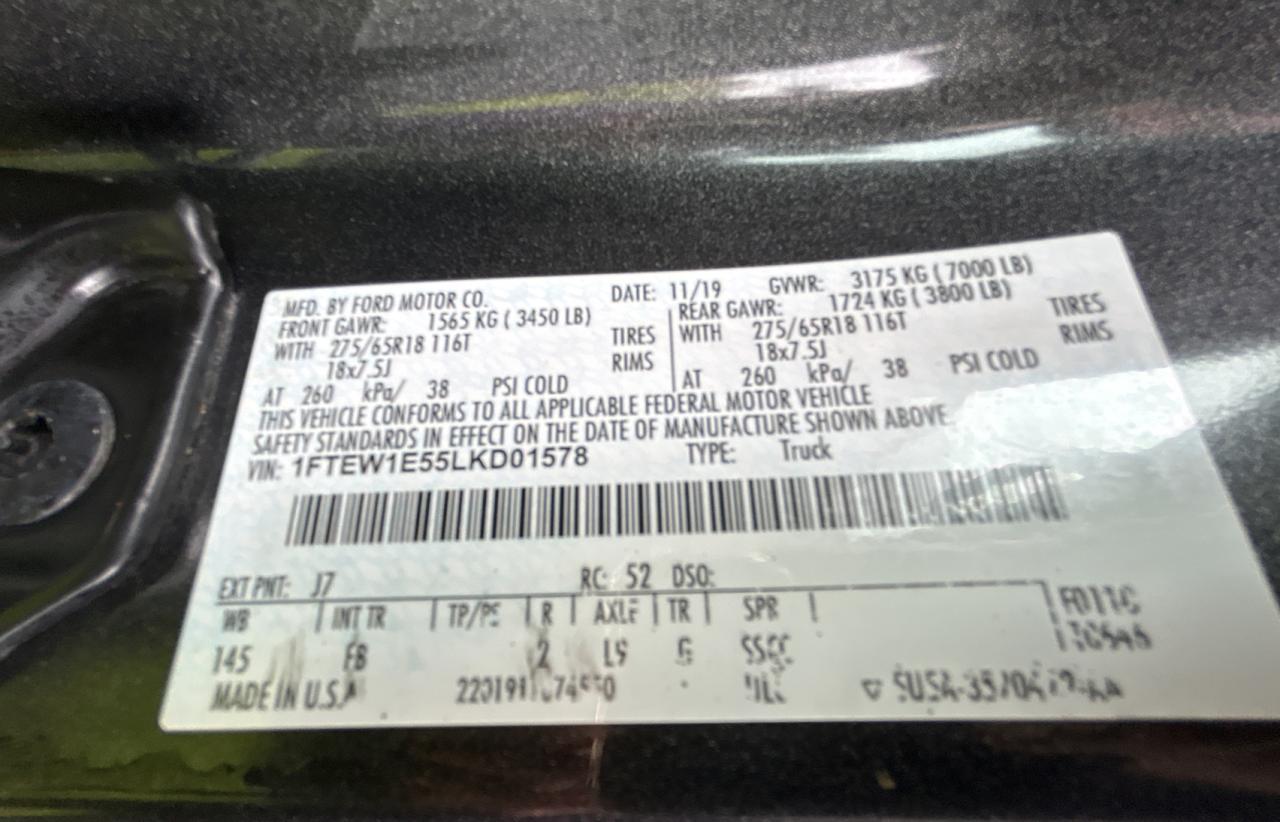 MFD. BY FORD MOTOR CO. DATE: 11/19 GVWR: 3175 KG ( 7000 LB)
FRONT GAWR: 1565 KG ( 3450 LB) REAR GAWR: 1724 KG ( 3800 LB)
WITH 275/65R18 116T TIRES WITH 275/65R18 116T TIRES
18x7.5J RIMS 18x7.5J RIMS
AT 260 kPa/ 38 PSI COLD AT 260 kPa/ 38 PSI COLD
THIS VEHICLE CONFORMS TO ALL APPLICABLE FEDERAL MOTOR VEHICLE
SAFETY STANDARDS IN EFFECT ON THE DATE OF MANUFACTURE SHOWN ABOVE.
VIN: 1FTEW1E55LKD01578 TYPE: Truck
EXT PNT: J7 RC: 52 DSO:
WB INT TR TP/PS R AXLE TR SPR
145 FB 2 L9 G
MADE IN U.S.A